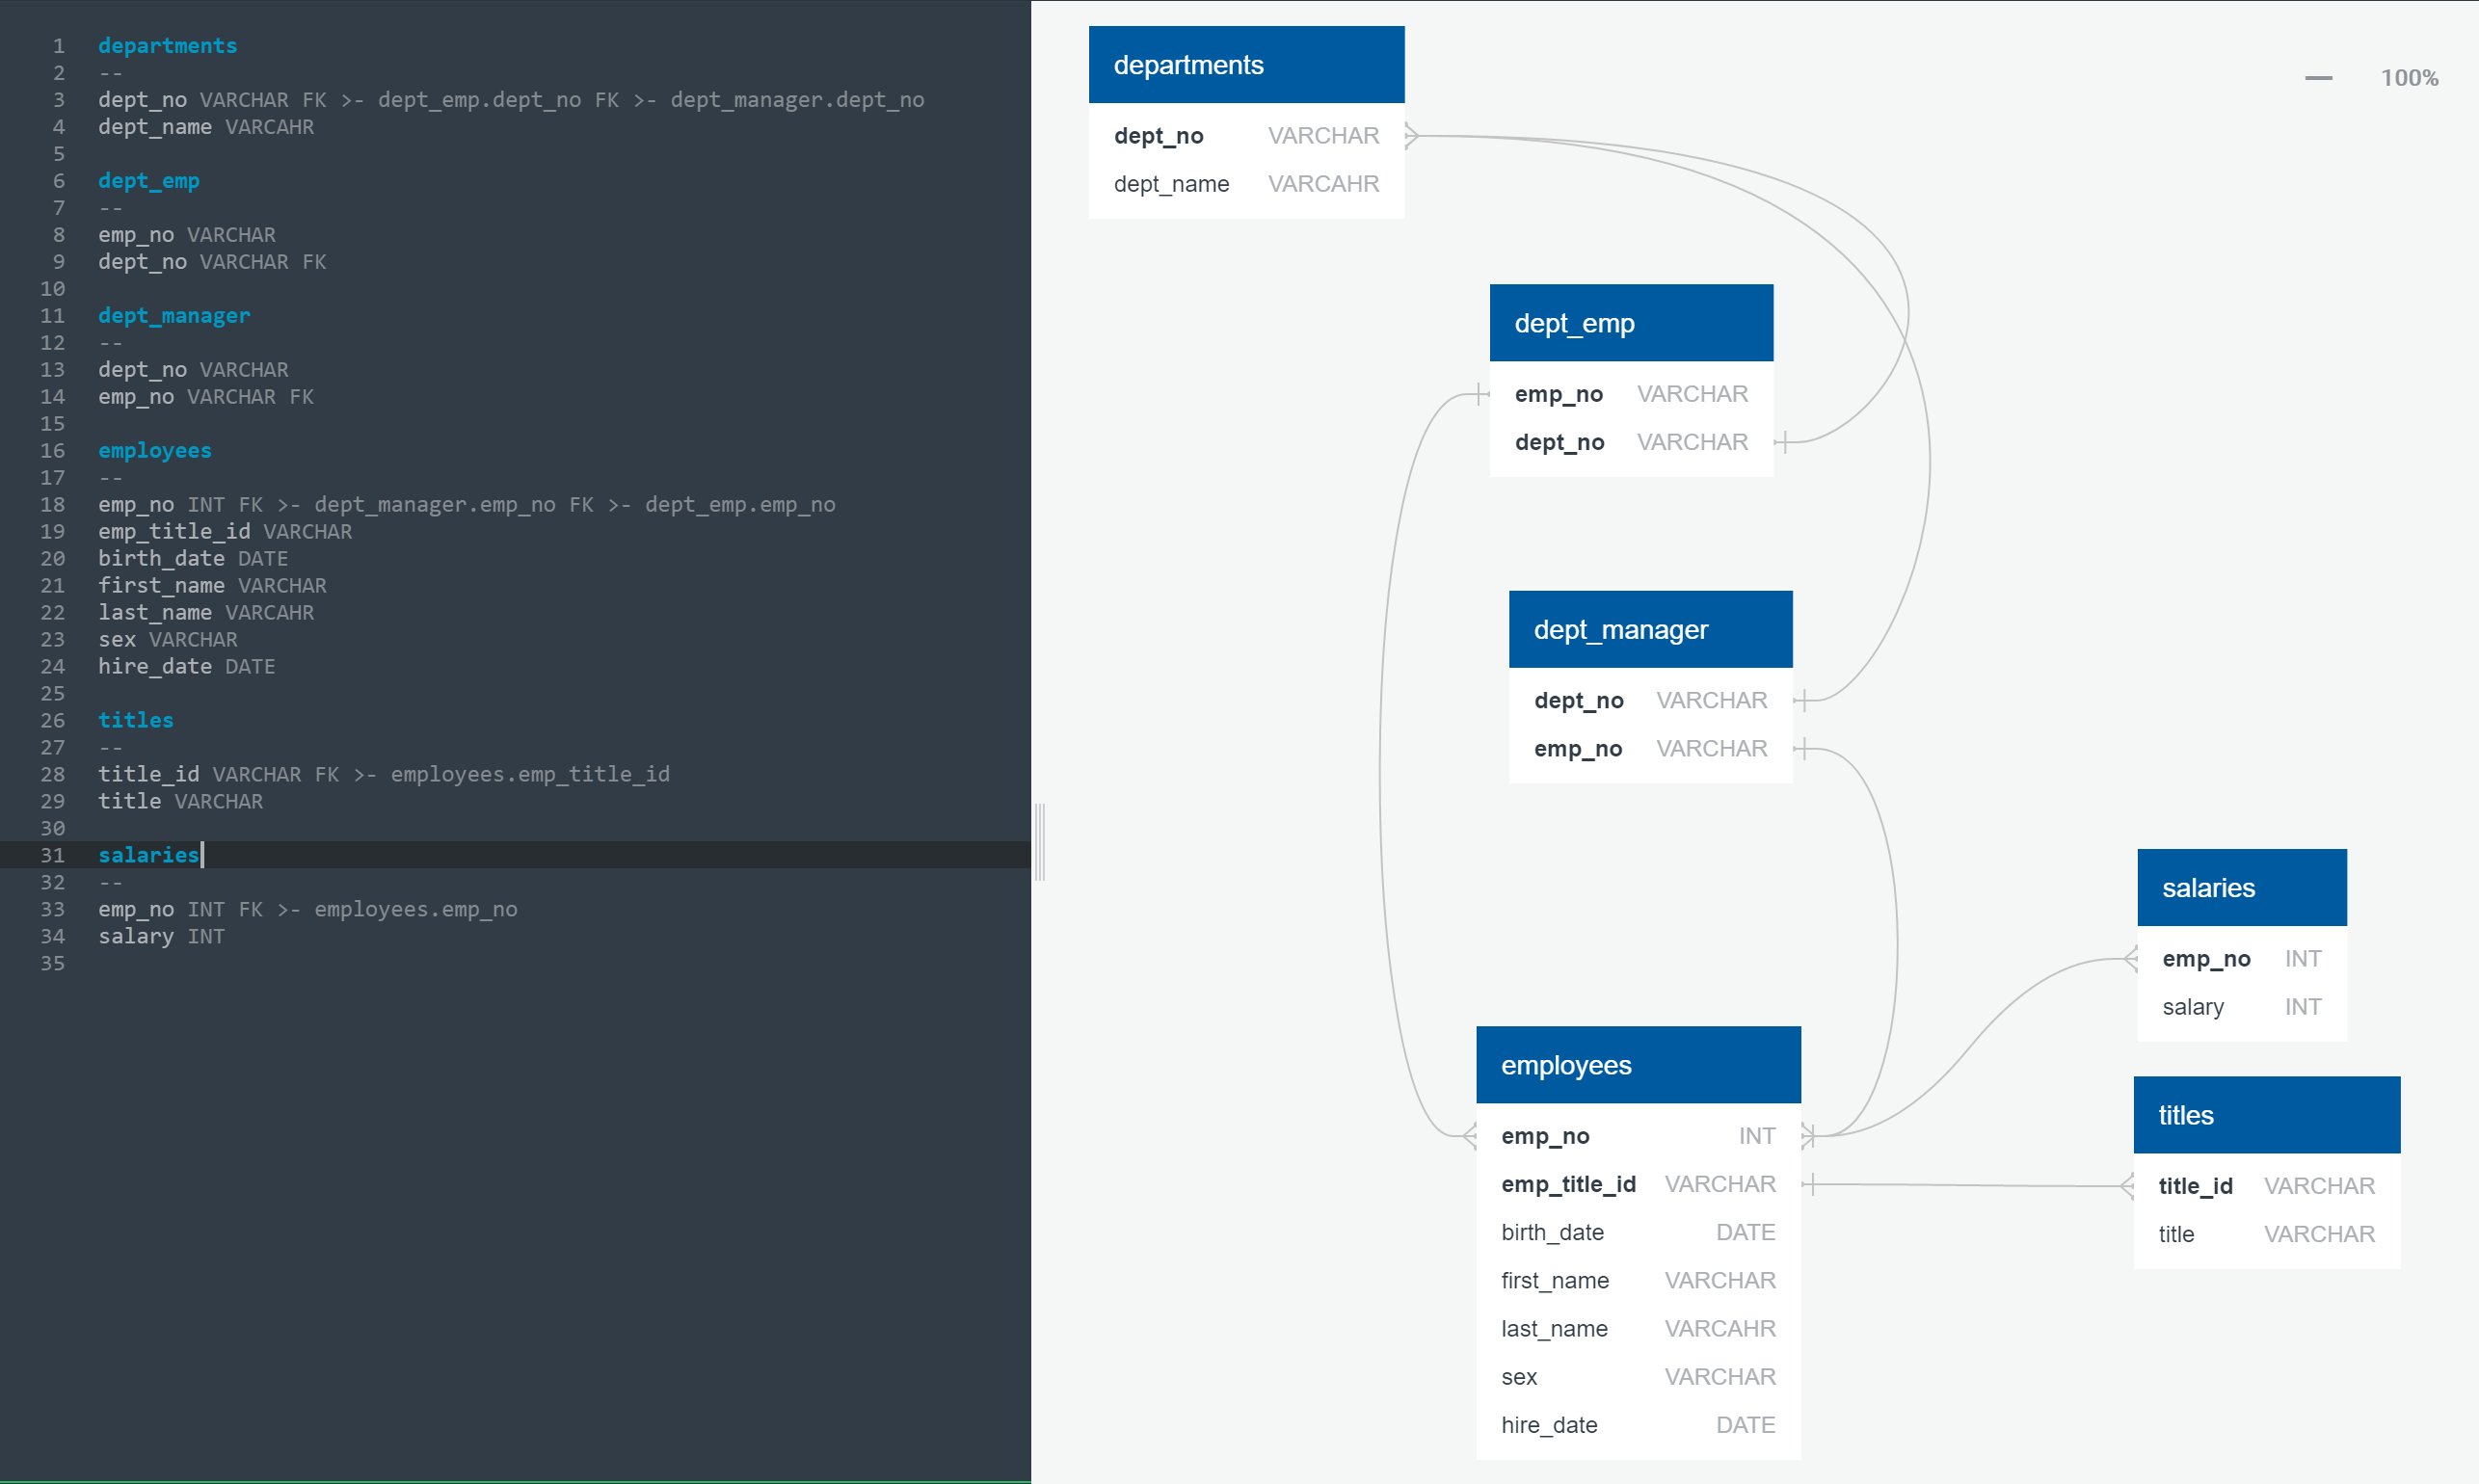 1 departments
2 --
3 dept_no VARCHAR FK >- dept_emp.dept_no FK >- dept_manager.dept_no
4 dept_name VARCAHR
5
6 dept_emp
7 --
8 emp_no VARCHAR
9 dept_no VARCHAR FK
10
11 dept_manager
12 --
13 dept_no VARCHAR
14 emp_no VARCHAR FK
15
16 employees
17 --
18 emp_no INT FK >- dept_manager.emp_no FK >- dept_emp.emp_no
19 emp_title_id VARCHAR
20 birth_date DATE
21 first_name VARCHAR
22 last_name VARCAHR
23 sex VARCHAR
24 hire_date DATE
25
26 titles
27 --
28 title_id VARCHAR FK >- employees.emp_title_id
29 title VARCHAR
30
31 salaries
32 --
33 emp_no INT FK >- employees.emp_no
34 salary INT
35
100%
departments
dept_no VARCHAR
dept_name VARCAHR
dept_emp
emp_no VARCHAR
dept_no VARCHAR
dept_manager
dept_no VARCHAR
emp_no VARCHAR
salaries
emp_no INT
salary INT
employees
emp_no INT
emp_title_id VARCHAR
birth_date DATE
first_name VARCHAR
last_name VARCAHR
sex VARCHAR
hire_date DATE
titles
title_id VARCHAR
title VARCHAR